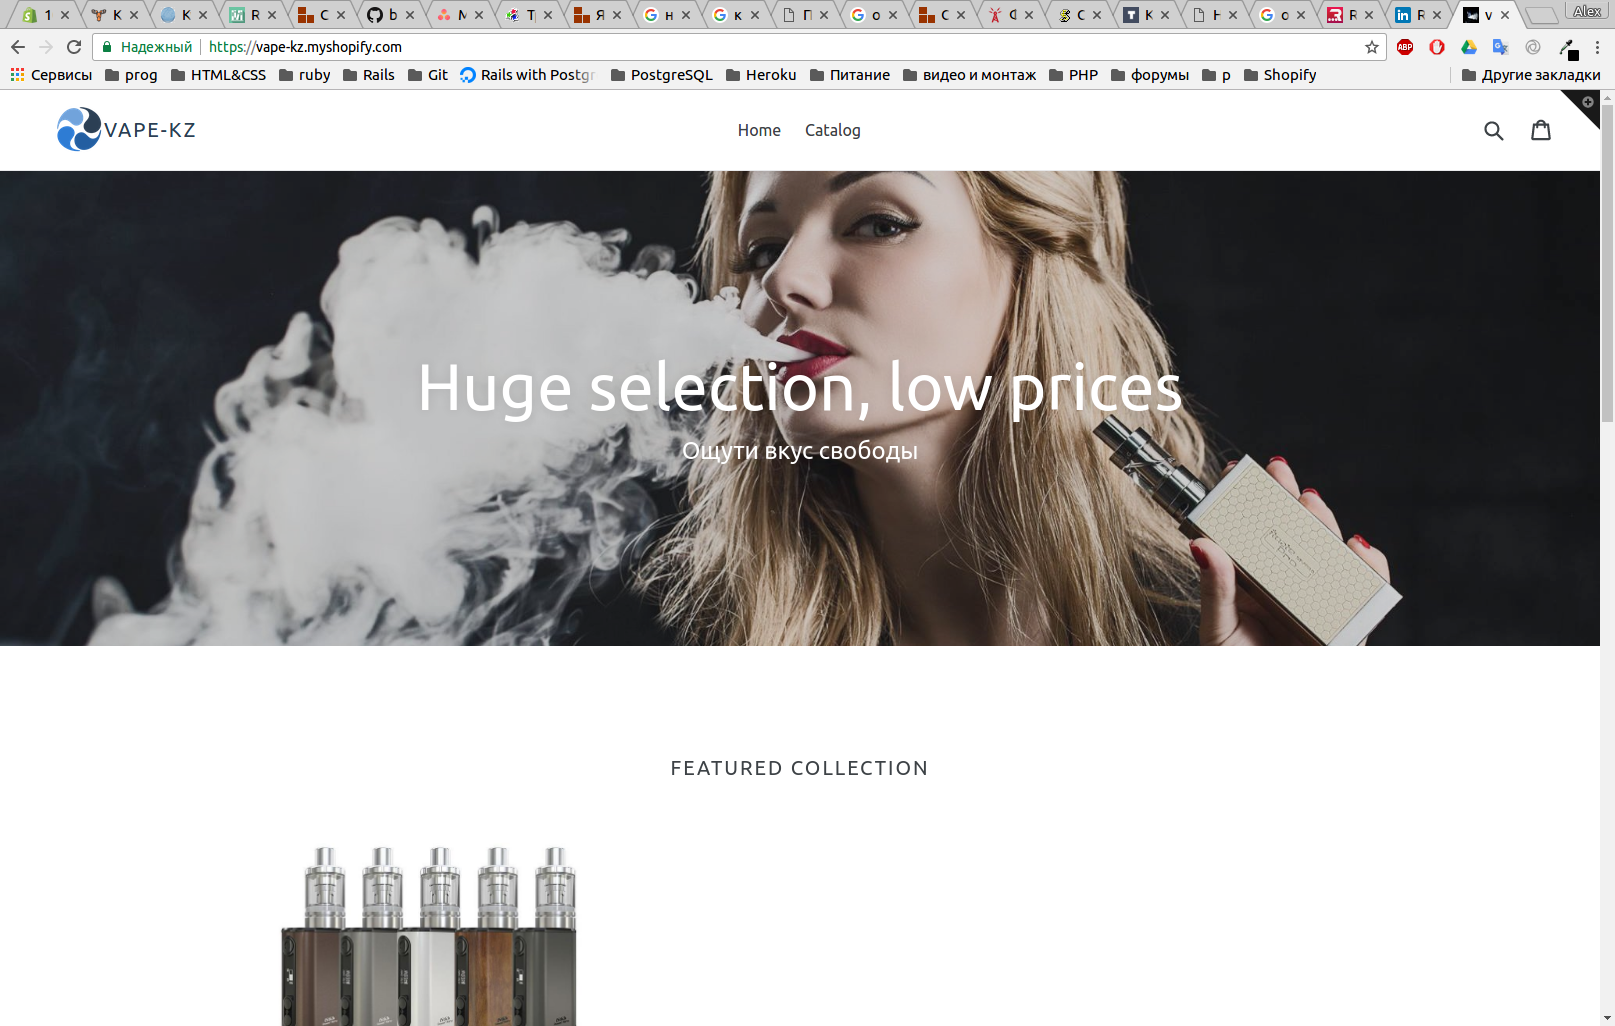 1 K K R C b M Тр Я н к П о С Ф С К Н о R R v Alex
Надежный https://vape-kz.myshopify.com
Сервисы prog HTML&CSS ruby Rails Git Rails with Postgr PostgreSQL Heroku Питание видео и монтаж PHP форумы p Shopify Другие закладки
VAPE-KZ Home Catalog
Huge selection, low prices
Ощути вкус свободы
FEATURED COLLECTION